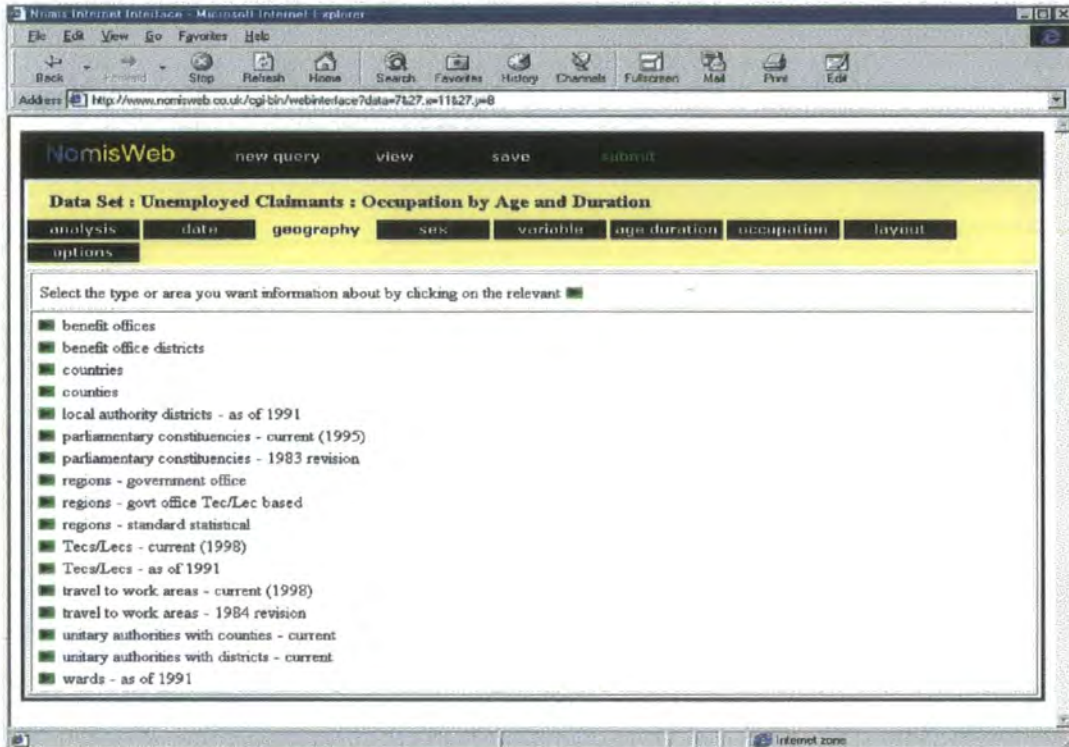 Nomis Internet Interface - Microsoft Internet Explorer
File Edit View Go Favorites Help
Back Forward Stop Refresh Home Search Favorites History Channels Fullscreen Mail Print Edit
Address http://www.nomisweb.co.uk/cgi-bin/webinterface?data=7&27.x=11&27.y=8
NomisWeb new query view save submit
Data Set : Unemployed Claimants : Occupation by Age and Duration
analysis date geography sex variable age duration occupation layout
options
Select the type or area you want information about by clicking on the relevant
benefit offices
benefit office districts
countries
counties
local authority districts - as of 1991
parliamentary constituencies - current (1995)
parliamentary constituencies - 1983 revision
regions - government office
regions - govt office Tec/Lec based
regions - standard statistical
Tecs/Lecs - current (1998)
Tecs/Lecs - as of 1991
travel to work areas - current (1998)
travel to work areas - 1984 revision
unitary authorities with counties - current
unitary authorities with districts - current
wards - as of 1991
Internet zone